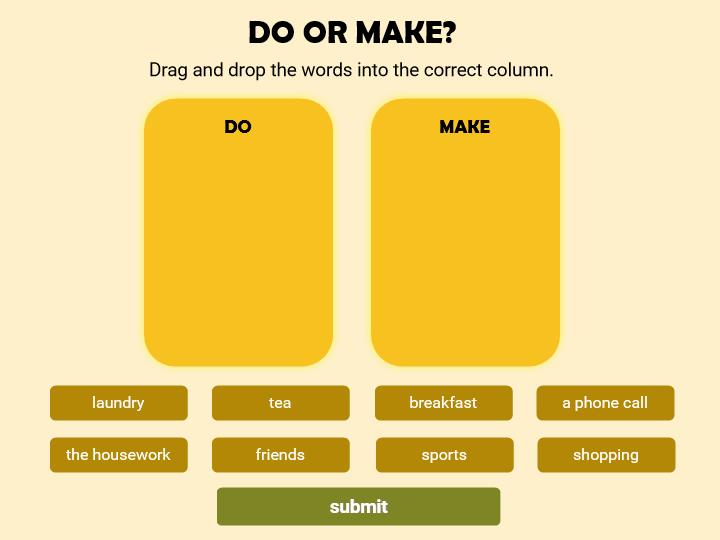 DO OR MAKE?
Drag and drop the words into the correct column.
DO MAKE
laundry tea breakfast a phone call
the housework friends sports shopping
submit